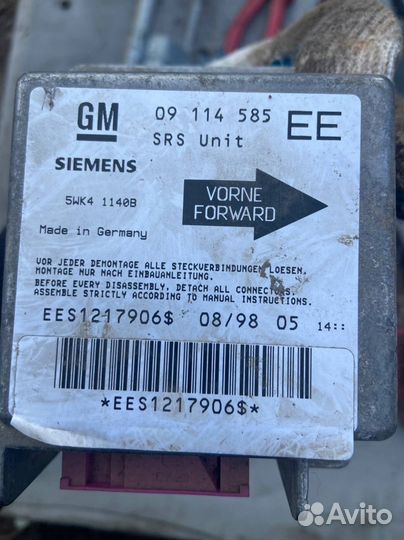 GM
09 114 585 EE
SRS Unit
SIEMENS
5WK4 1140B
VORNE
FORWARD
Made in Germany
VOR JEDER DEMONTAGE ALLE STECKVERBINDUNGEN LOESEN,
MONTAGE NUR NACH EINBAUANLEITUNG.
BEFORE EVERY DISASSEMBLY, DETACH ALL CONNECTORS.
ASSEMBLE STRICTLY ACCORDING TO MANUAL INSTRUCTIONS.
EES1217906$ 08/98 05 14::
*EES1217906$*
Avito